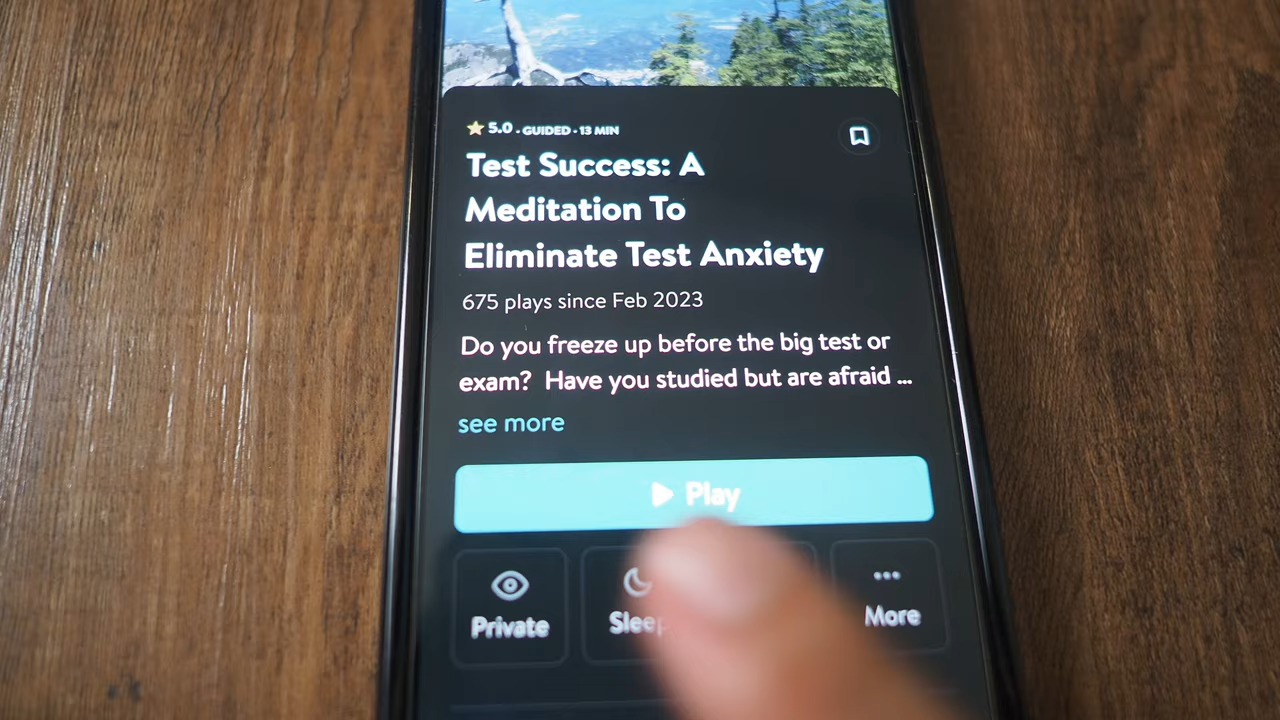 5.0 . GUIDED · 13 MIN
Test Success: A
Meditation To
Eliminate Test Anxiety
675 plays since Feb 2023
Do you freeze up before the big test or
exam?  Have you studied but are afraid ...
see more
Play
Private Sleep More